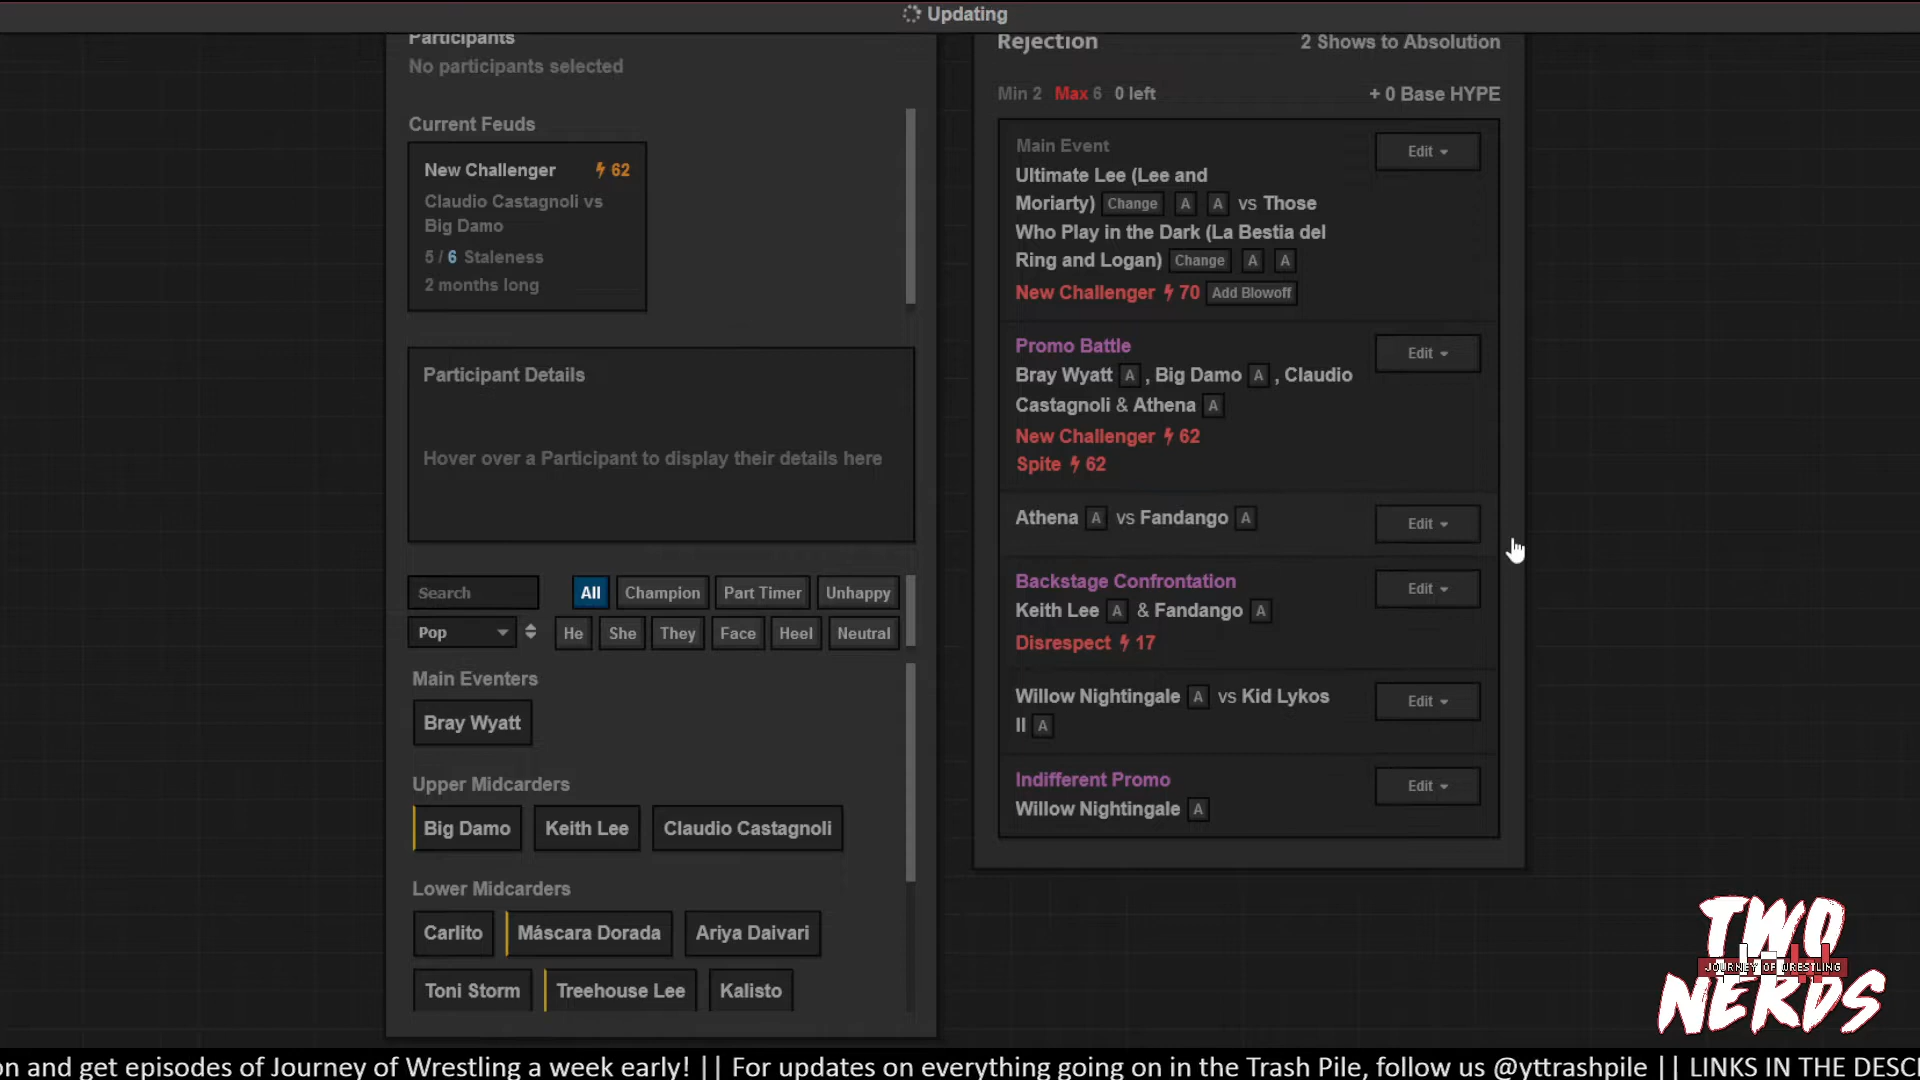 Updating
Participants
No participants selected
Current Feuds
New Challenger 62
Claudio Castagnoli vs
Big Damo
5 / 6 Staleness
2 months long
Participant Details
Hover over a Participant to display their details here
Search All Champion Part Timer Unhappy
Pop He She They Face Heel Neutral
Main Eventers
Bray Wyatt
Upper Midcarders
Big Damo Keith Lee Claudio Castagnoli
Lower Midcarders
Carlito Máscara Dorada Ariya Daivari
Toni Storm Treehouse Lee Kalisto
Rejection 2 Shows to Absolution
Min 2 Max 6 0 left + 0 Base HYPE
Main Event Edit
Ultimate Lee (Lee and
Moriarty) Change A A vs Those
Who Play in the Dark (La Bestia del
Ring and Logan) Change A A
New Challenger 70 Add Blowoff
Promo Battle Edit
Bray Wyatt A , Big Damo A , Claudio
Castagnoli & Athena A
New Challenger 62
Spite 62
Athena A vs Fandango A Edit
Backstage Confrontation Edit
Keith Lee A & Fandango A
Disrespect 17
Willow Nightingale A vs Kid Lykos Edit
II A
Indifferent Promo Edit
Willow Nightingale A
TWO
JOURNEY OF WRESTLING
NERDS
on and get episodes of Journey of Wrestling a week early! || For updates on everything going on in the Trash Pile, follow us @yttrashpile || LINKS IN THE DESC